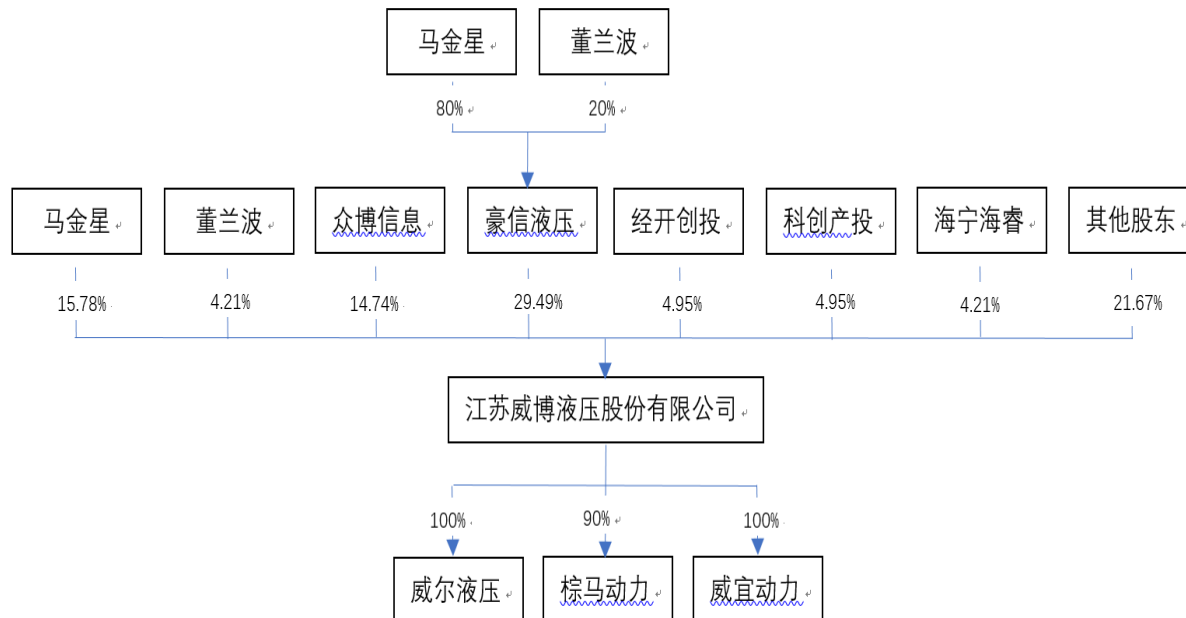 马金星 董兰波
80% 20%
马金星 董兰波 众博信息 豪信液压 经开创投 科创产投 海宁海睿 其他股东
15.78% 4.21% 14.74% 29.49% 4.95% 4.95% 4.21% 21.67%
江苏威博液压股份有限公司
100% 90% 100%
威尔液压 棕马动力 威宜动力